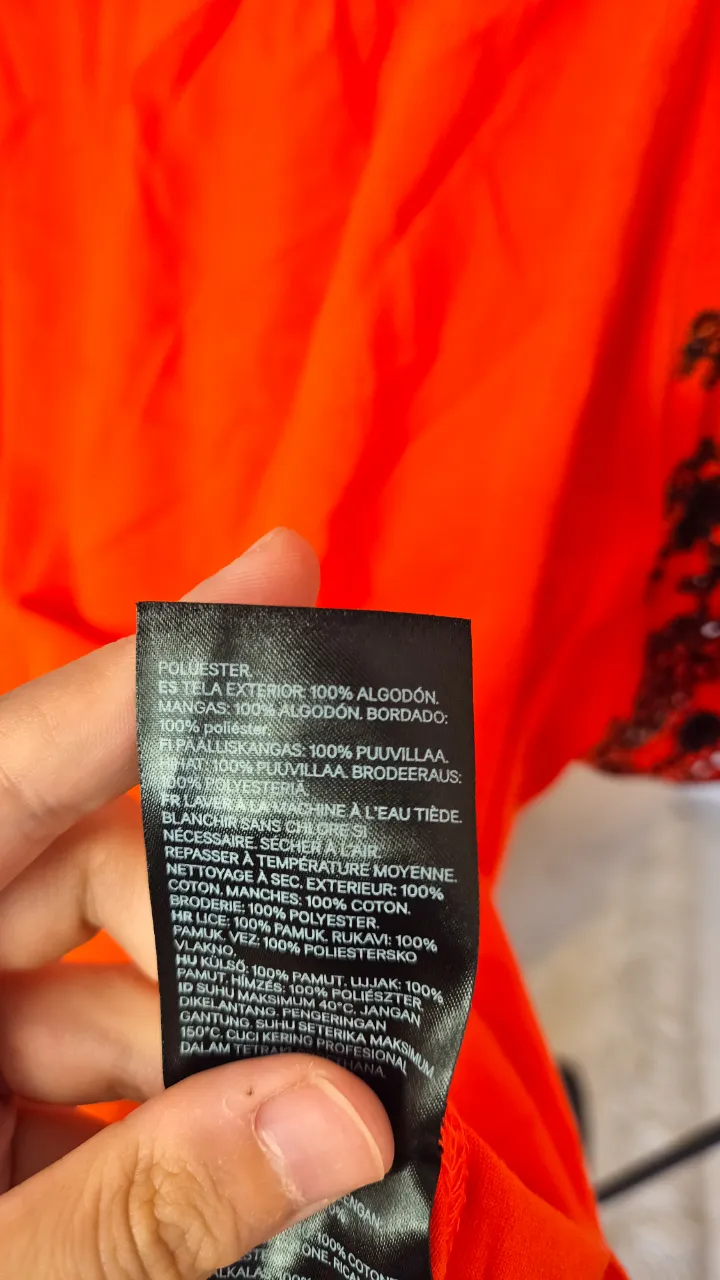 POLÜESTER.
ES TELA EXTERIOR: 100% ALGODÓN.
MANGAS: 100% ALGODÓN. BORDADO:
100% poliéster
FI PÄÄLLISKANGAS: 100% PUUVILLAA.
100% PUUVILLAA. BRODEERAUS:
100% POLYESTERIÄ.
FR LAVER À LA MACHINE À L'EAU TIÈDE.
BLANCHIR SANS CHLORE SI
NÉCESSAIRE. SÉCHER À L'AIR.
REPASSER À TEMPÉRATURE MOYENNE.
NETTOYAGE À SEC. EXTERIEUR: 100%
COTON. MANCHES: 100% COTON.
BRODERIE: 100% POLYESTER.
HR LICE: 100% PAMUK. RUKAVI: 100%
PAMUK. VEZ: 100% POLIESTERSKO
VLAKNO.
HU KÜLSŐ: 100% PAMUT. UJJAK: 100%
PAMUT. HÍMZÉS: 100% POLIÉSZTER
ID SUHU MAKSIMUM 40°C. JANGAN
DIKELANTANG. PENGERINGAN
GANTUNG. SUHU SETERIKA MAKSIMUM
150°C. CUCI KERING PROFESIONAL
DALAM
100% COTONE